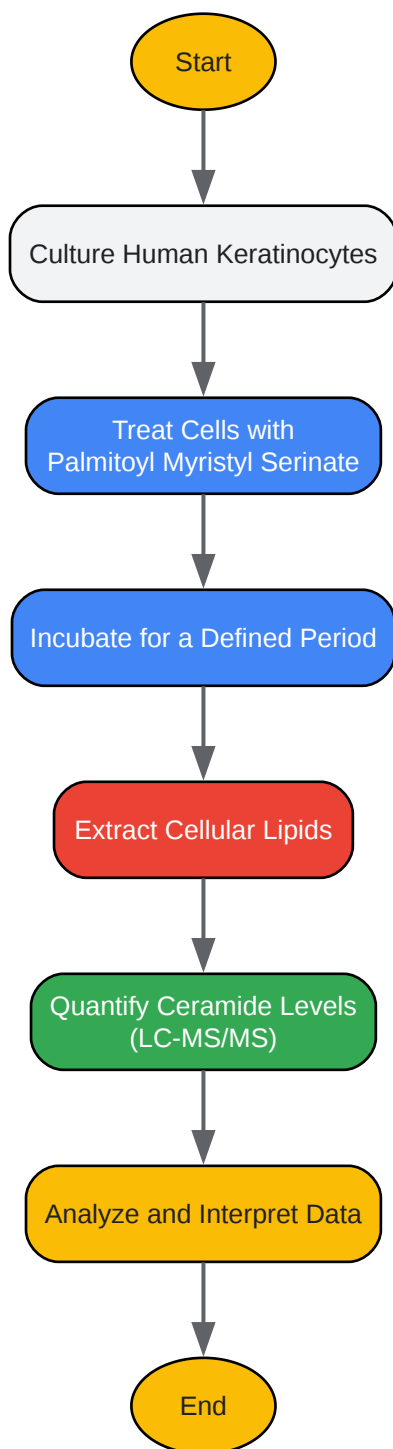 Start
Culture Human Keratinocytes
Treat Cells with
Palmitoyl Myristyl Serinate
Incubate for a Defined Period
Extract Cellular Lipids
Quantify Ceramide Levels
(LC-MS/MS)
Analyze and Interpret Data
End